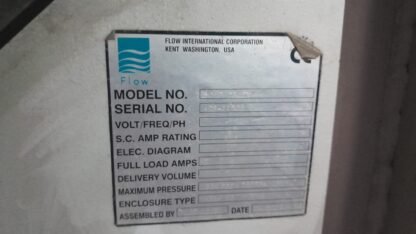 FLOW INTERNATIONAL CORPORATION
KENT WASHINGTON, USA
Flow
MODEL NO.
SERIAL NO.
VOLT/FREQ/PH
S.C. AMP RATING
ELEC. DIAGRAM
FULL LOAD AMPS
DELIVERY VOLUME
MAXIMUM PRESSURE
ENCLOSURE TYPE
ASSEMBLED BY DATE